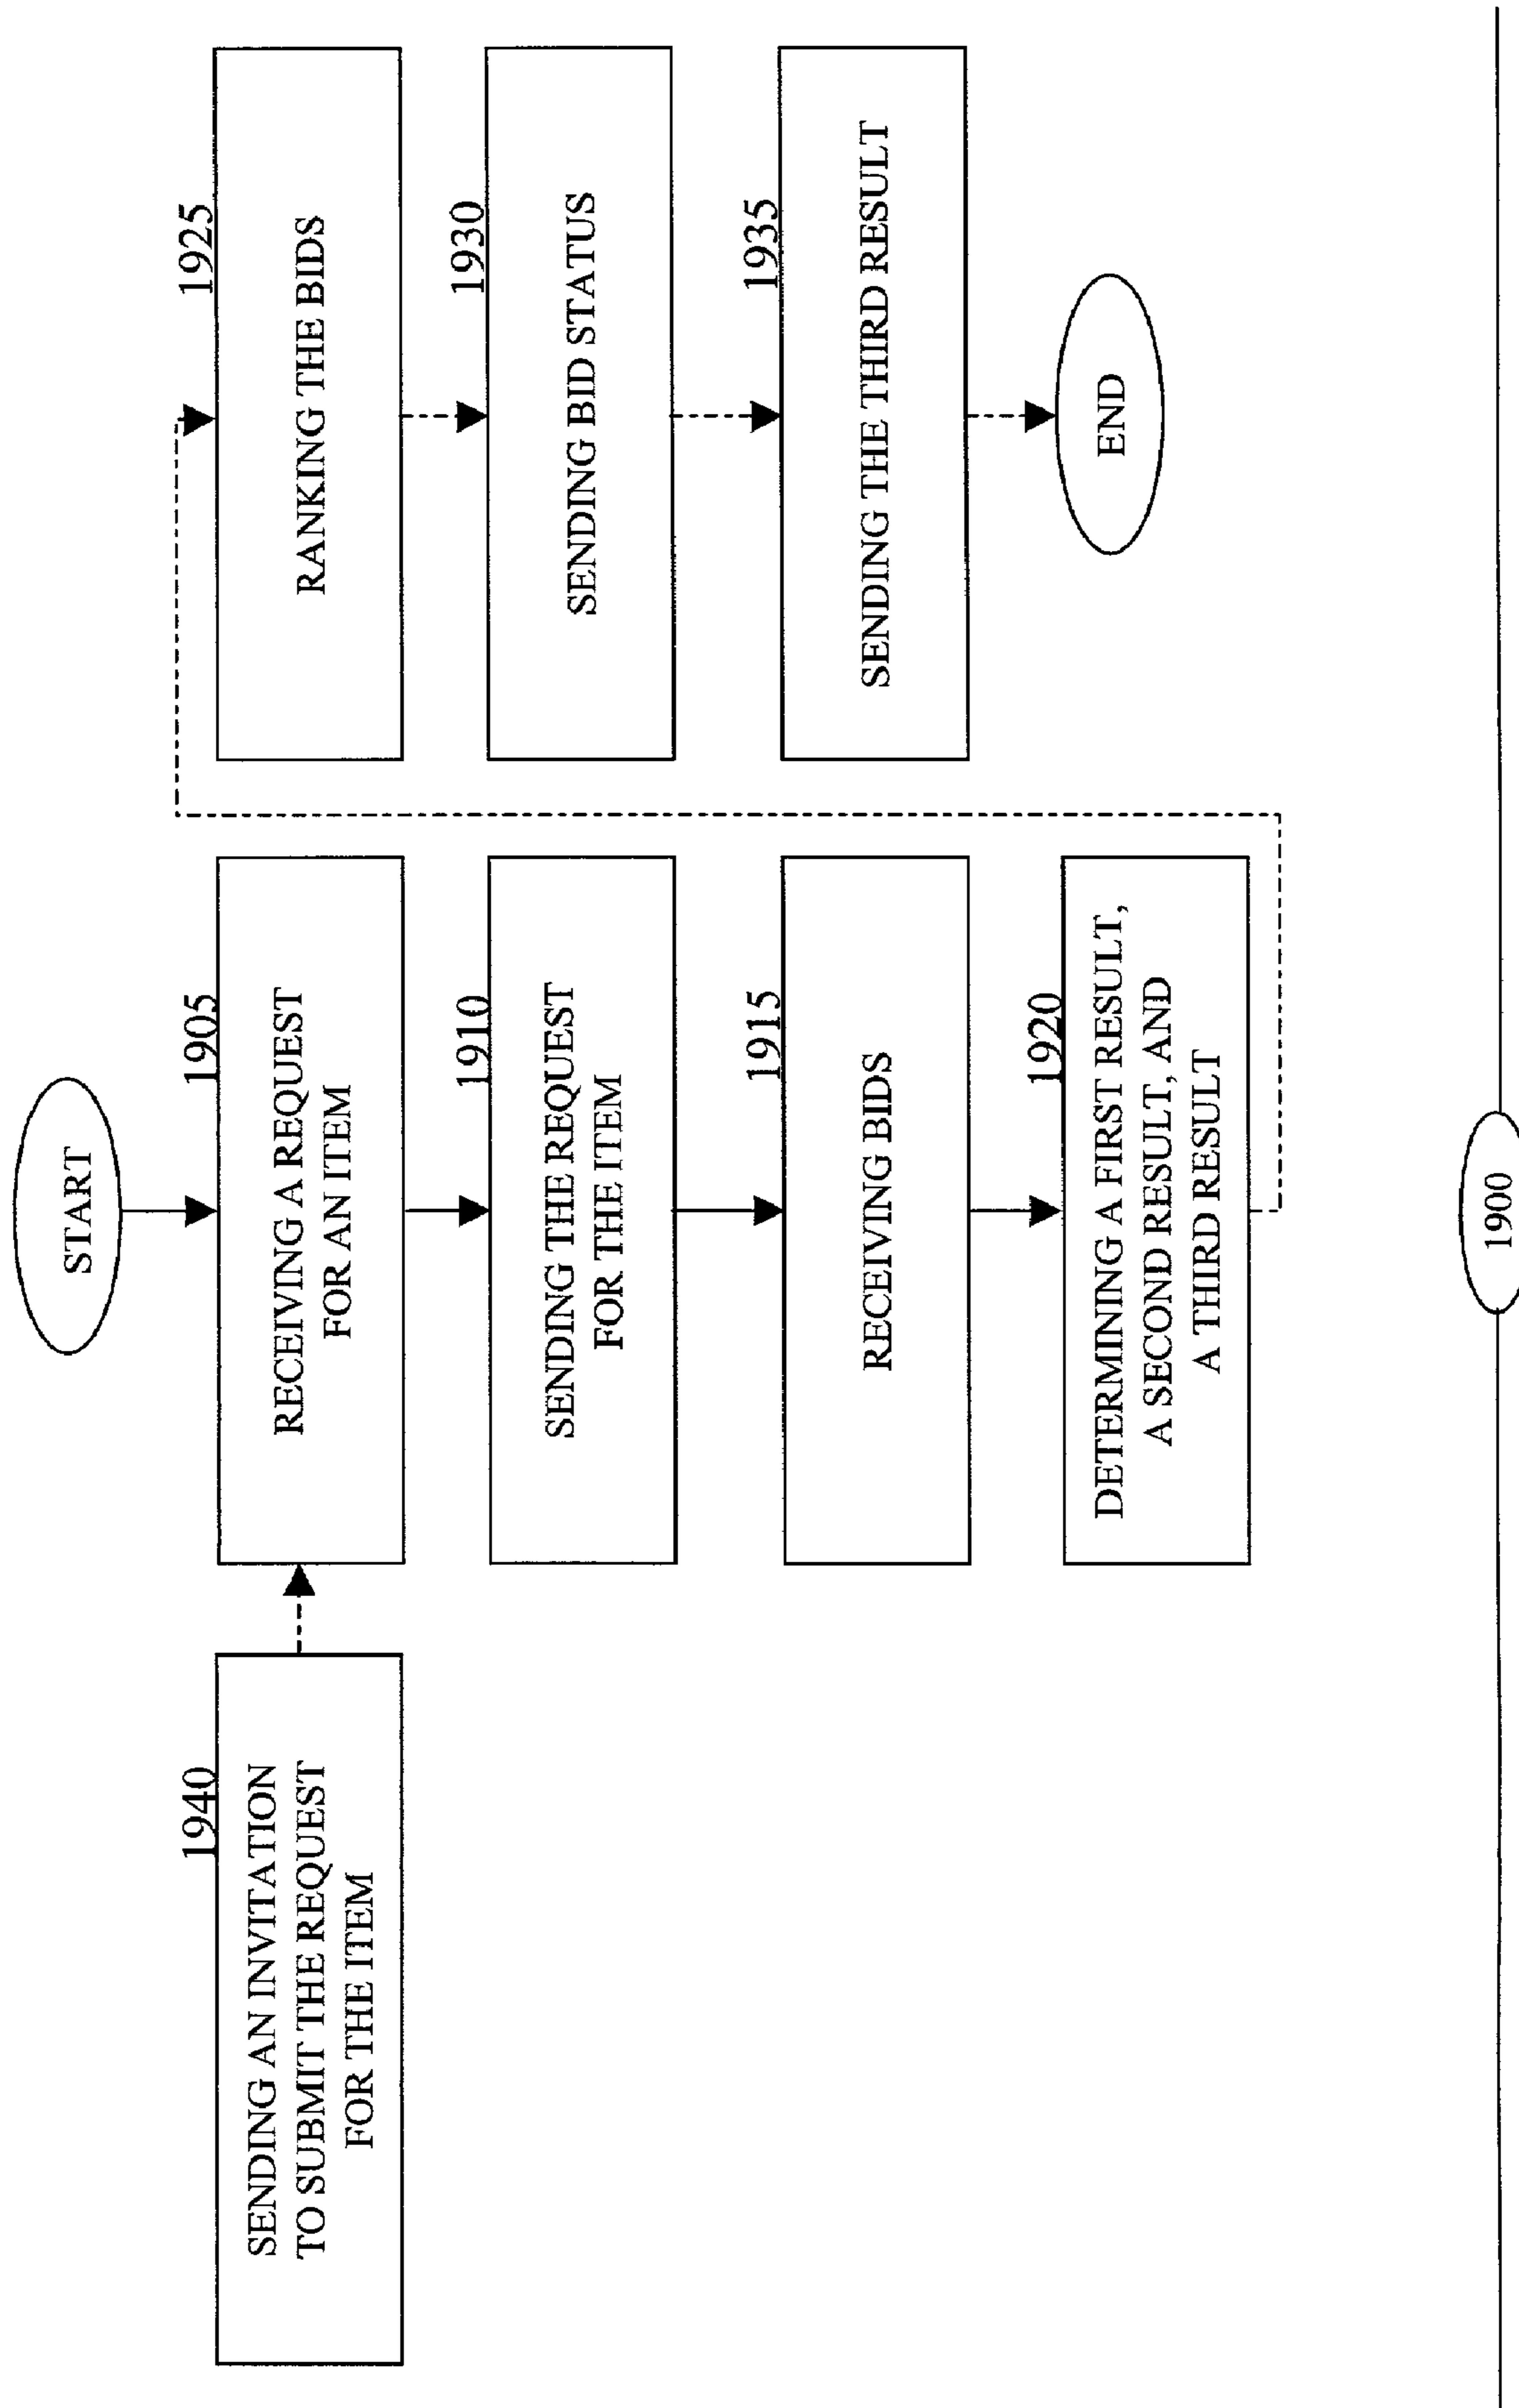 START
1940
SENDING AN INVITATION
TO SUBMIT THE REQUEST
FOR THE ITEM
1905
RECEIVING A REQUEST
FOR AN ITEM
1910
SENDING THE REQUEST
FOR THE ITEM
1915
RECEIVING BIDS
1920
DETERMINING A FIRST RESULT,
A SECOND RESULT, AND
A THIRD RESULT
1925
RANKING THE BIDS
1930
SENDING BID STATUS
1935
SENDING THE THIRD RESULT
END
1900